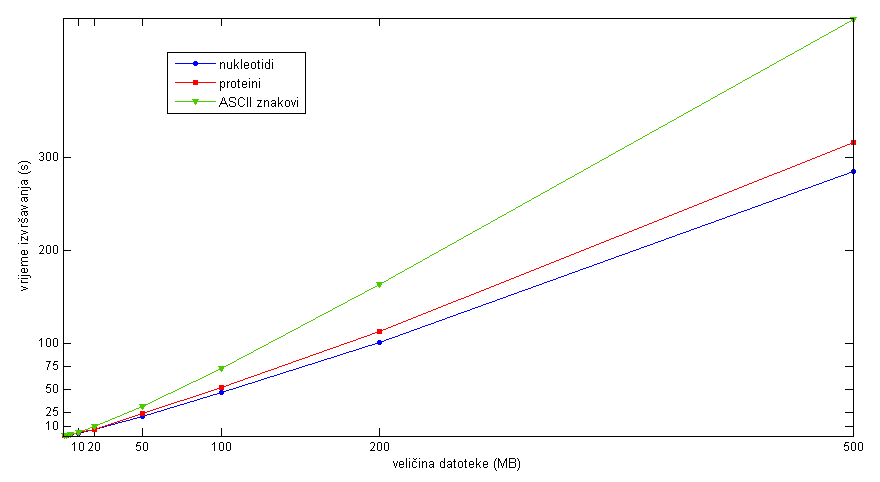 nukleotidi
proteini
ASCII znakovi
vrijeme izvršavanja (s)
300
200
100
75
50
25
10
10 20 50 100 200 500
veličina datoteke (MB)